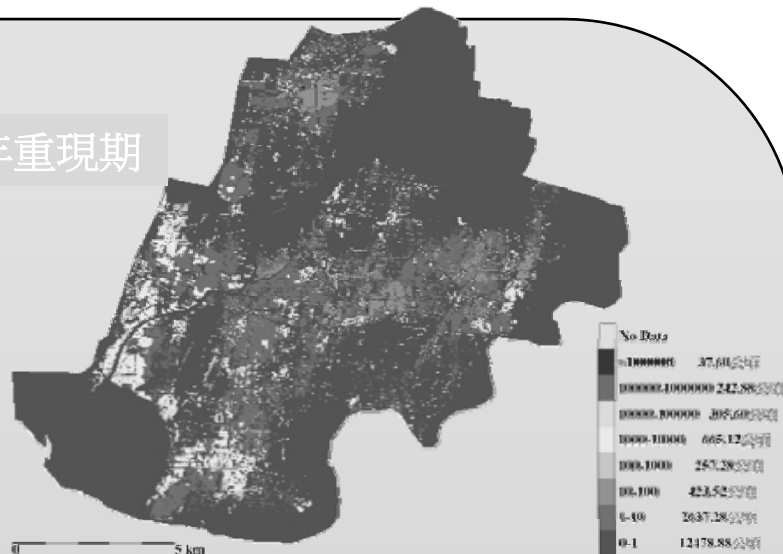 年重現期
No Data
>1000000 37.60公頃
100000-1000000 242.88公頃
10000-100000 205.60公頃
1000-10000 665.12公頃
100-1000 257.28公頃
10-100 423.52公頃
1-10 2637.28公頃
0-1 12478.88公頃
0 5 km